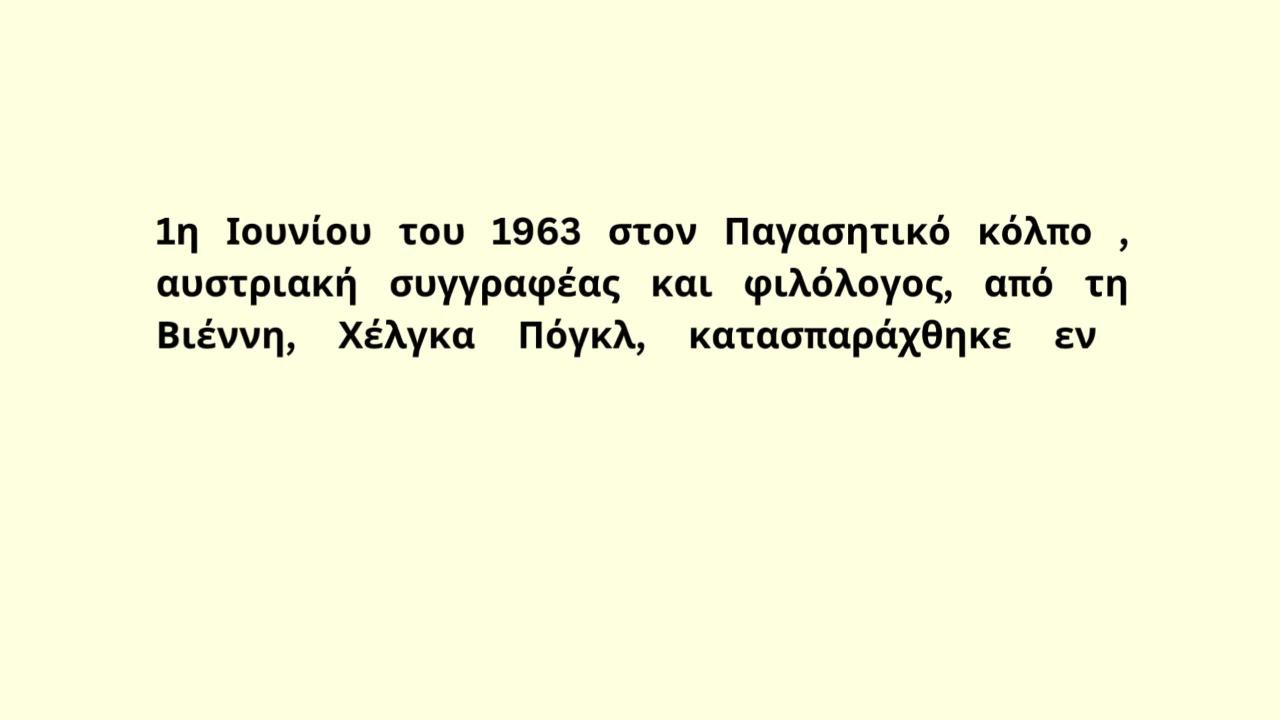 1η Ιουνίου του 1963 στον Παγασητικό κόλπο ,
αυστριακή συγγραφέας και φιλόλογος, από τη
Βιέννη, Χέλγκα Πόγκλ, κατασπαράχθηκε εν